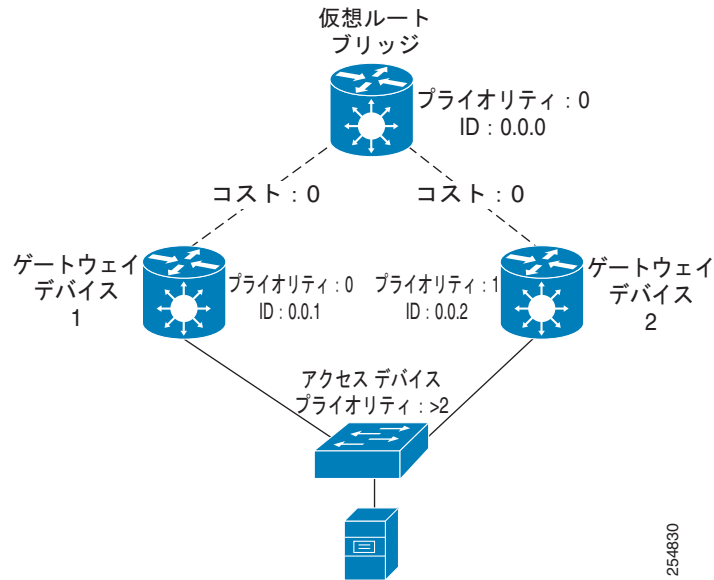 仮想ルート
ブリッジ
プライオリティ：0
ID：0.0.0
コスト：0
コスト：0
ゲートウェイ
デバイス
1
プライオリティ：0
ID：0.0.1
プライオリティ：1
ID：0.0.2
ゲートウェイ
デバイス
2
アクセス デバイス
プライオリティ：>2
254830